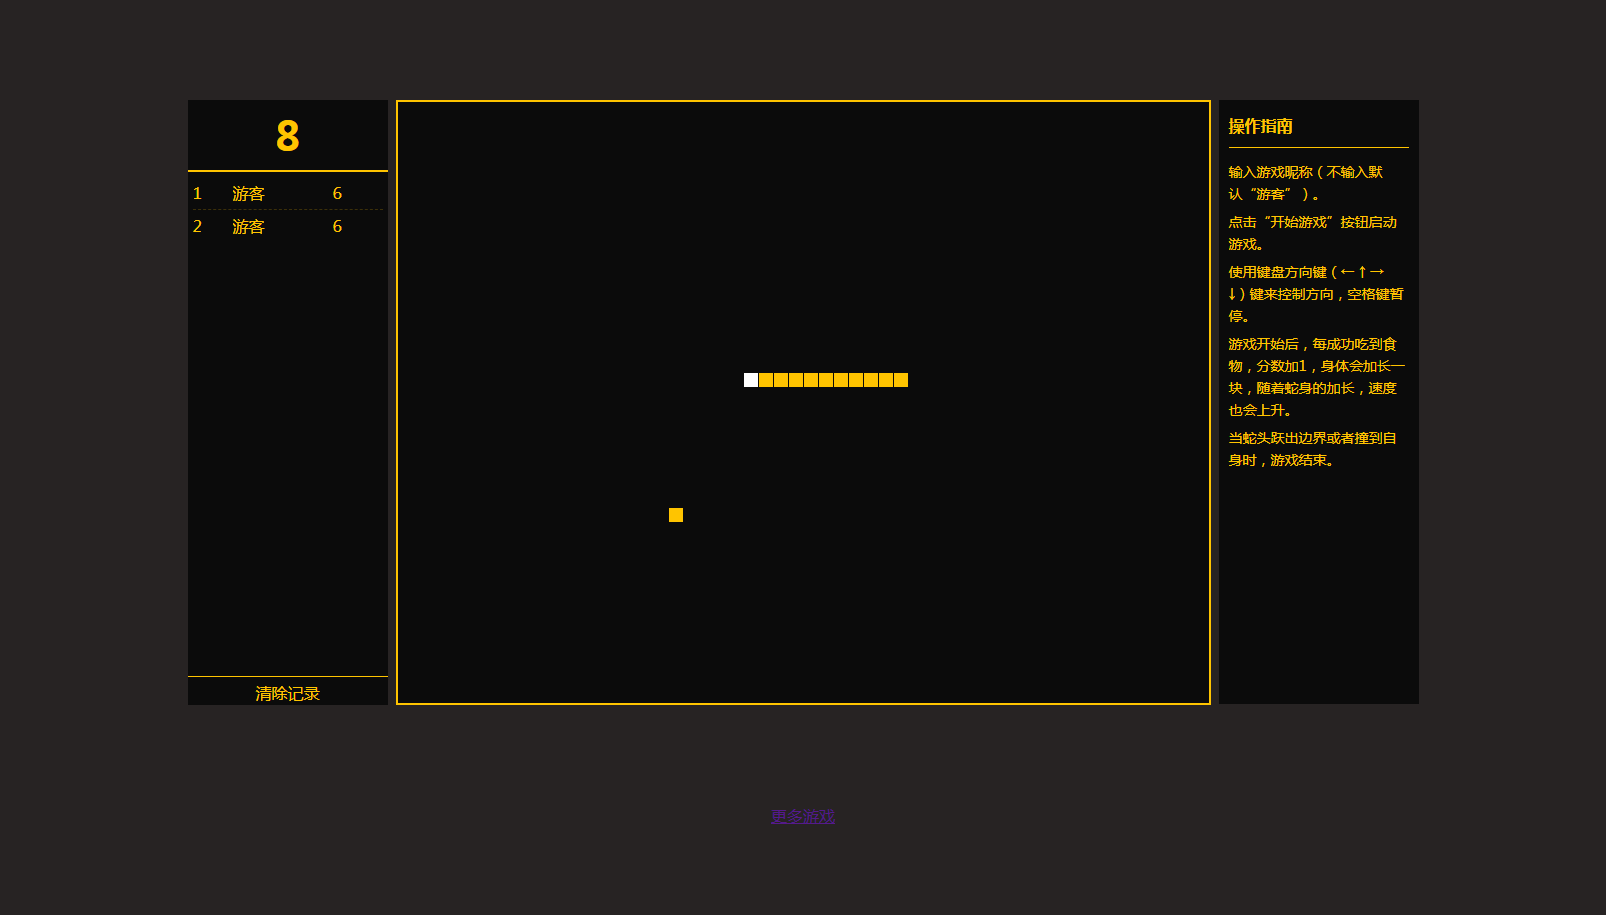 8
1 游客 6
2 游客 6
清除记录
操作指南
输入游戏昵称（不输入默
认“游客”）。
点击“开始游戏”按钮启动
游戏。
使用键盘方向键（←↑→
↓）键来控制方向，空格键暂
停。
游戏开始后，每成功吃到食
物，分数加1，身体会加长一
块，随着蛇身的加长，速度
也会上升。
当蛇头跃出边界或者撞到自
身时，游戏结束。
更多游戏